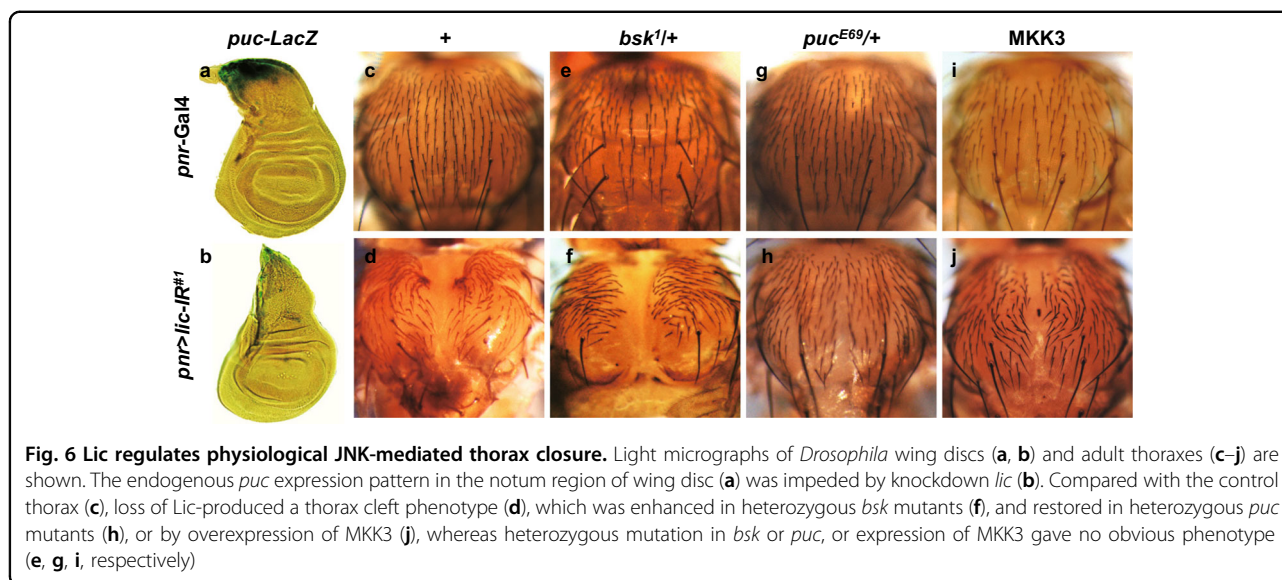 puc-LacZ + bsk¹/+ pucᴱ⁶⁹/+ MKK3
a c e g i
pnr-Gal4
b d f h j
pnr>lic-IR#1
Fig. 6 Lic regulates physiological JNK-mediated thorax closure. Light micrographs of Drosophila wing discs (a, b) and adult thoraxes (c–j) are
shown. The endogenous puc expression pattern in the notum region of wing disc (a) was impeded by knockdown lic (b). Compared with the control
thorax (c), loss of Lic-produced a thorax cleft phenotype (d), which was enhanced in heterozygous bsk mutants (f), and restored in heterozygous puc
mutants (h), or by overexpression of MKK3 (j), whereas heterozygous mutation in bsk or puc, or expression of MKK3 gave no obvious phenotype
(e, g, i, respectively)